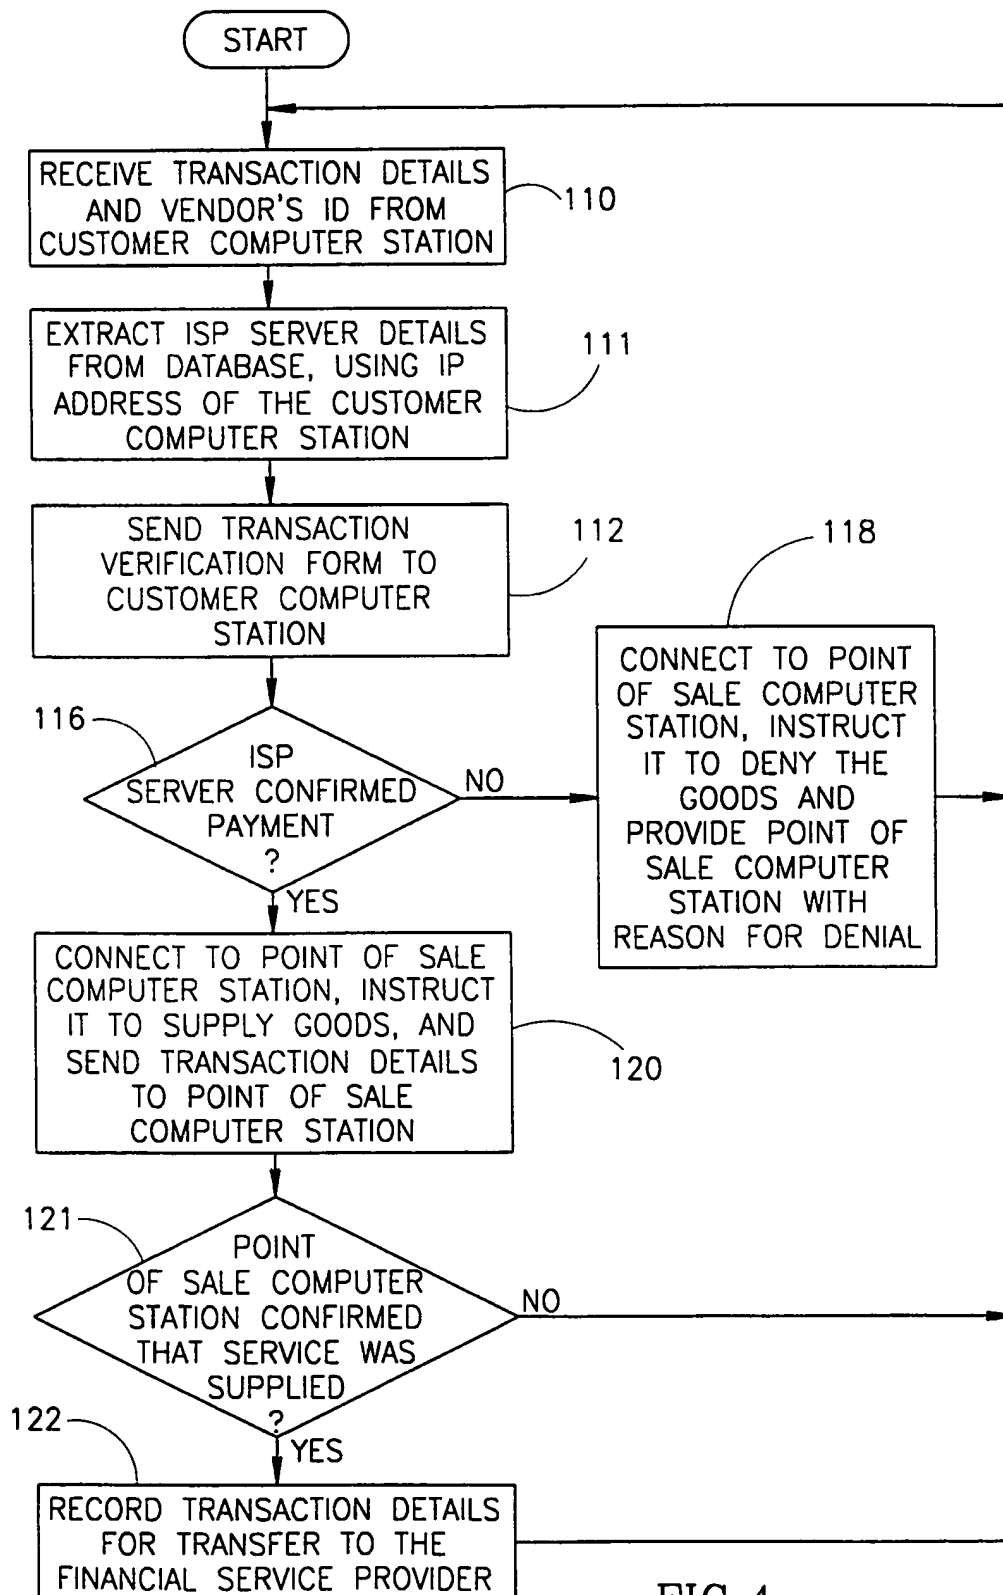 START
RECEIVE TRANSACTION DETAILS
AND VENDOR'S ID FROM
CUSTOMER COMPUTER STATION
110
EXTRACT ISP SERVER DETAILS
FROM DATABASE, USING IP
ADDRESS OF THE CUSTOMER
COMPUTER STATION
111
SEND TRANSACTION
VERIFICATION FORM TO
CUSTOMER COMPUTER
STATION
112
116
ISP
SERVER CONFIRMED
PAYMENT
?
NO
YES
118
CONNECT TO POINT
OF SALE COMPUTER
STATION, INSTRUCT
IT TO DENY THE
GOODS AND
PROVIDE POINT OF
SALE COMPUTER
STATION WITH
REASON FOR DENIAL
CONNECT TO POINT OF SALE
COMPUTER STATION, INSTRUCT
IT TO SUPPLY GOODS, AND
SEND TRANSACTION DETAILS
TO POINT OF SALE
COMPUTER STATION
120
121
POINT
OF SALE COMPUTER
STATION CONFIRMED
THAT SERVICE WAS
SUPPLIED
?
NO
YES
122
RECORD TRANSACTION DETAILS
FOR TRANSFER TO THE
FINANCIAL SERVICE PROVIDER